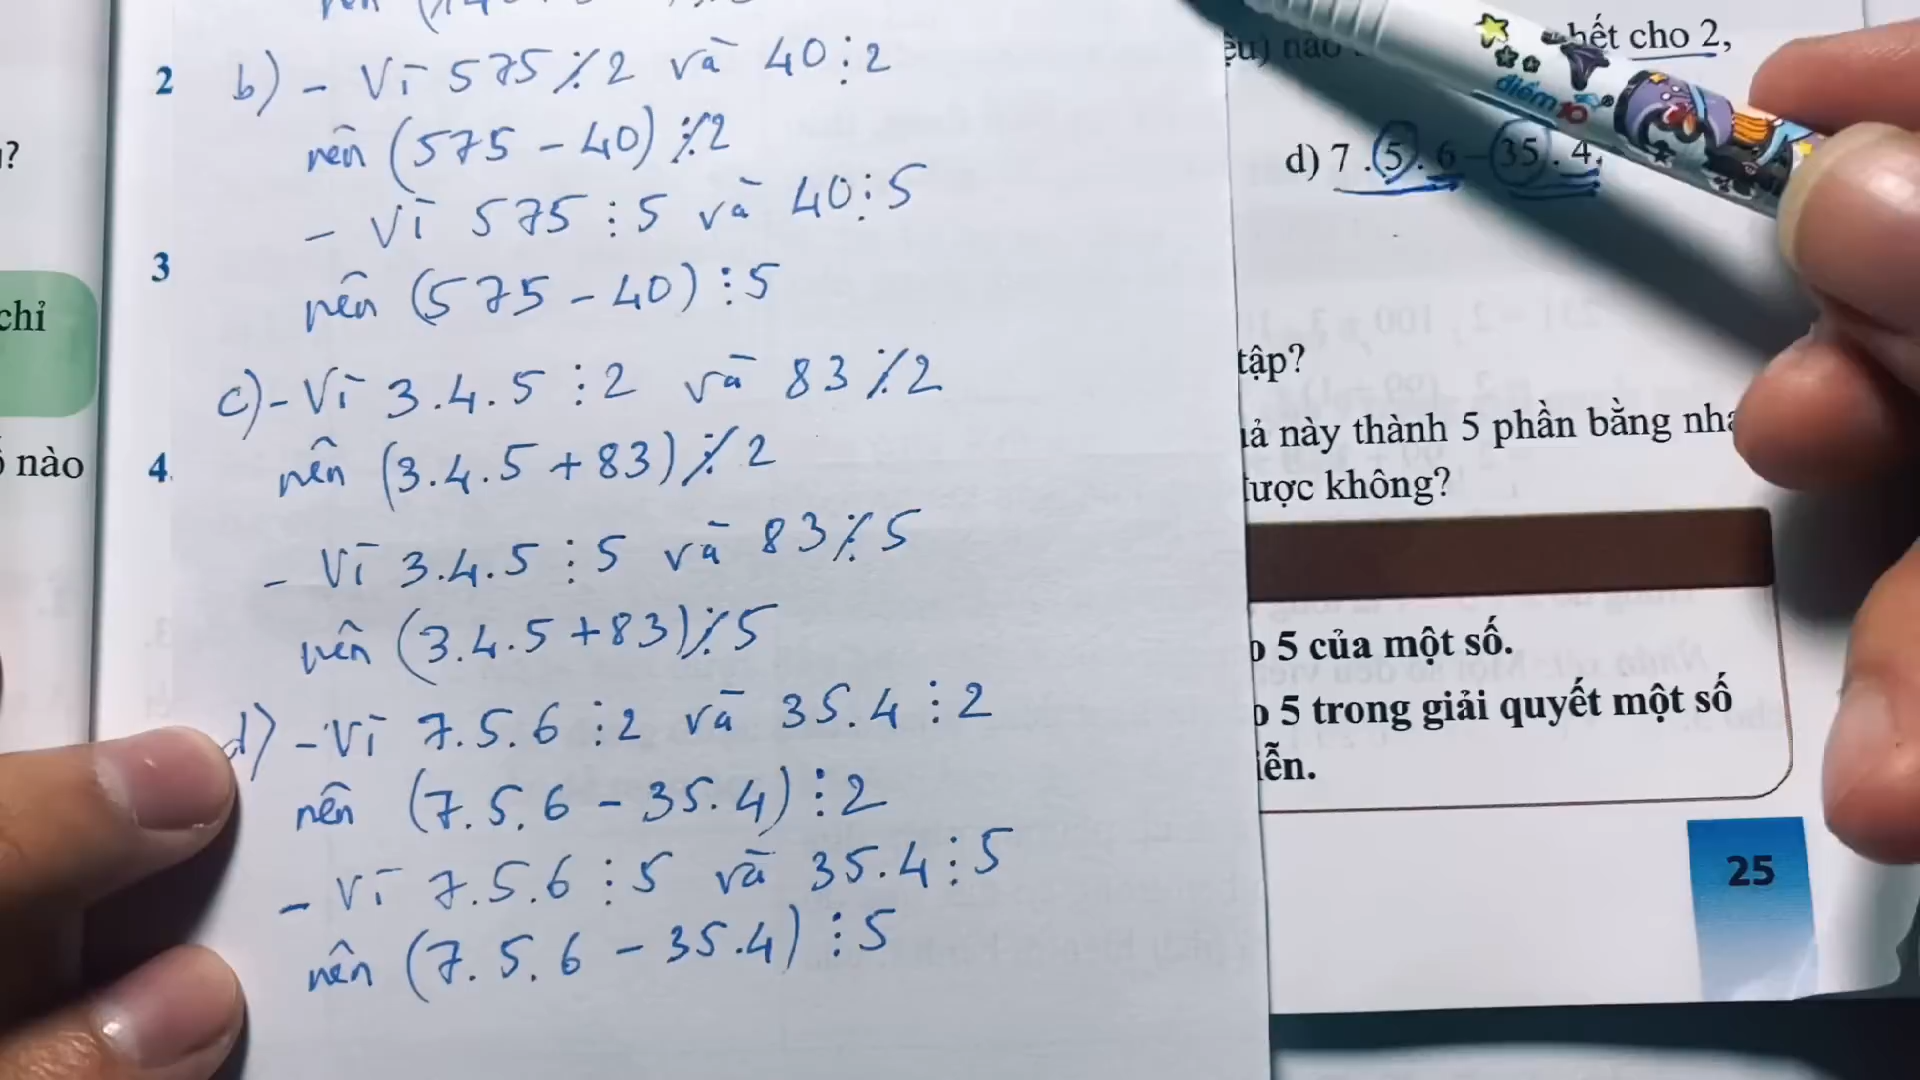 2
b) - Vì 575 ⋮̸ 2 và 40 ⋮ 2
nên (575 - 40) ⋮̸ 2
- Vì 575 ⋮ 5 và 40 ⋮ 5
3
nên (575 - 40) ⋮ 5
c) - Vì 3.4.5 ⋮ 2 và 83 ⋮̸ 2
4
nên (3.4.5 + 83) ⋮̸ 2
- Vì 3.4.5 ⋮ 5 và 83 ⋮̸ 5
nên (3.4.5 + 83) ⋮̸ 5
d) - Vì 7.5.6 ⋮ 2 và 35.4 ⋮ 2
nên (7.5.6 - 35.4) ⋮ 2
- Vì 7.5.6 ⋮ 5 và 35.4 ⋮ 5
nên (7.5.6 - 35.4) ⋮ 5
?
chỉ
nào
hết cho 2,
điểm 10
d) 7 . 5 . 6 – 35 . 4.
tập?
này thành 5 phần bằng
được không?
5 của một số.
5 trong giải quyết một số
25